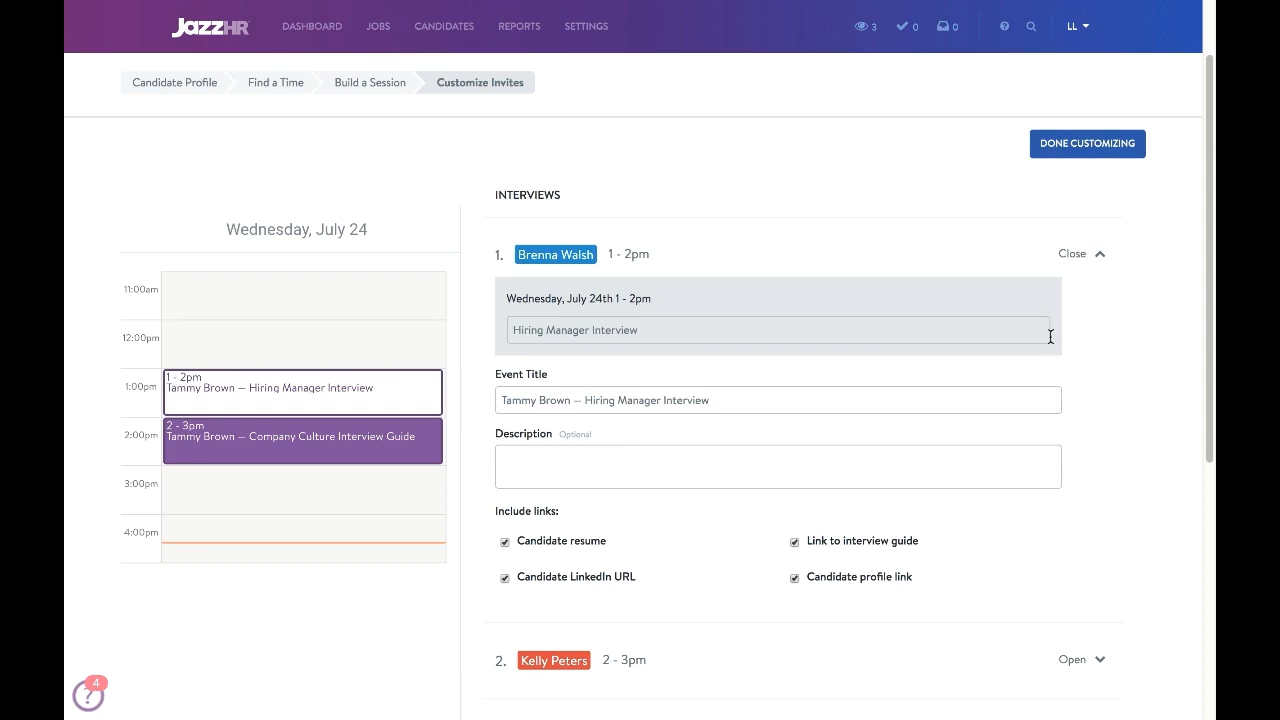 JazzHR DASHBOARD JOBS CANDIDATES REPORTS SETTINGS 3 0 0 LL
Candidate Profile Find a Time Build a Session Customize Invites
DONE CUSTOMIZING
INTERVIEWS
Wednesday, July 24
11:00am
12:00pm
1:00pm
2:00pm
3:00pm
4:00pm
1 - 2pm
Tammy Brown — Hiring Manager Interview
2 - 3pm
Tammy Brown — Company Culture Interview Guide
1. Brenna Walsh 1 - 2pm Close
Wednesday, July 24th 1 - 2pm
Hiring Manager Interview
Event Title
Tammy Brown — Hiring Manager Interview
Description Optional
Include links:
Candidate resume Link to interview guide
Candidate LinkedIn URL Candidate profile link
2. Kelly Peters 2 - 3pm Open
? 4